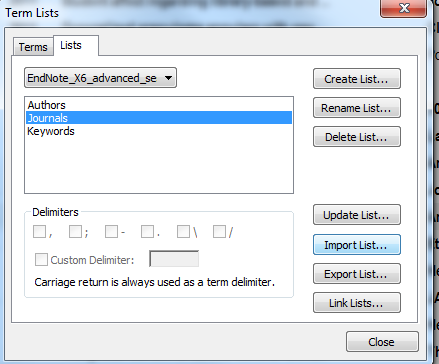 Term Lists
Terms
Lists
EndNote_X6_advanced_se
Create List...
Authors
Journals
Keywords
Rename List...
Delete List...
Delimiters
, ; - . \ /
Custom Delimiter:
Carriage return is always used as a term delimiter.
Update List...
Import List...
Export List...
Link Lists...
Close